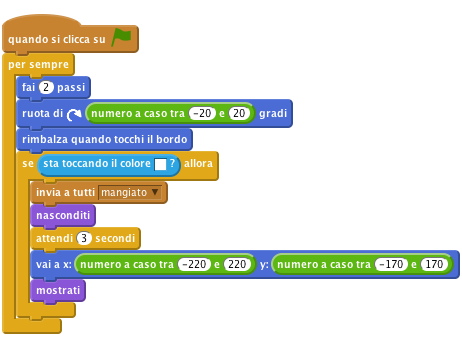 quando si clicca su
per sempre
fai 2 passi
ruota di numero a caso tra -20 e 20 gradi
rimbalza quando tocchi il bordo
se sta toccando il colore ? allora
invia a tutti mangiato
nasconditi
attendi 3 secondi
vai a x: numero a caso tra -220 e 220 y: numero a caso tra -170 e 170
mostrati